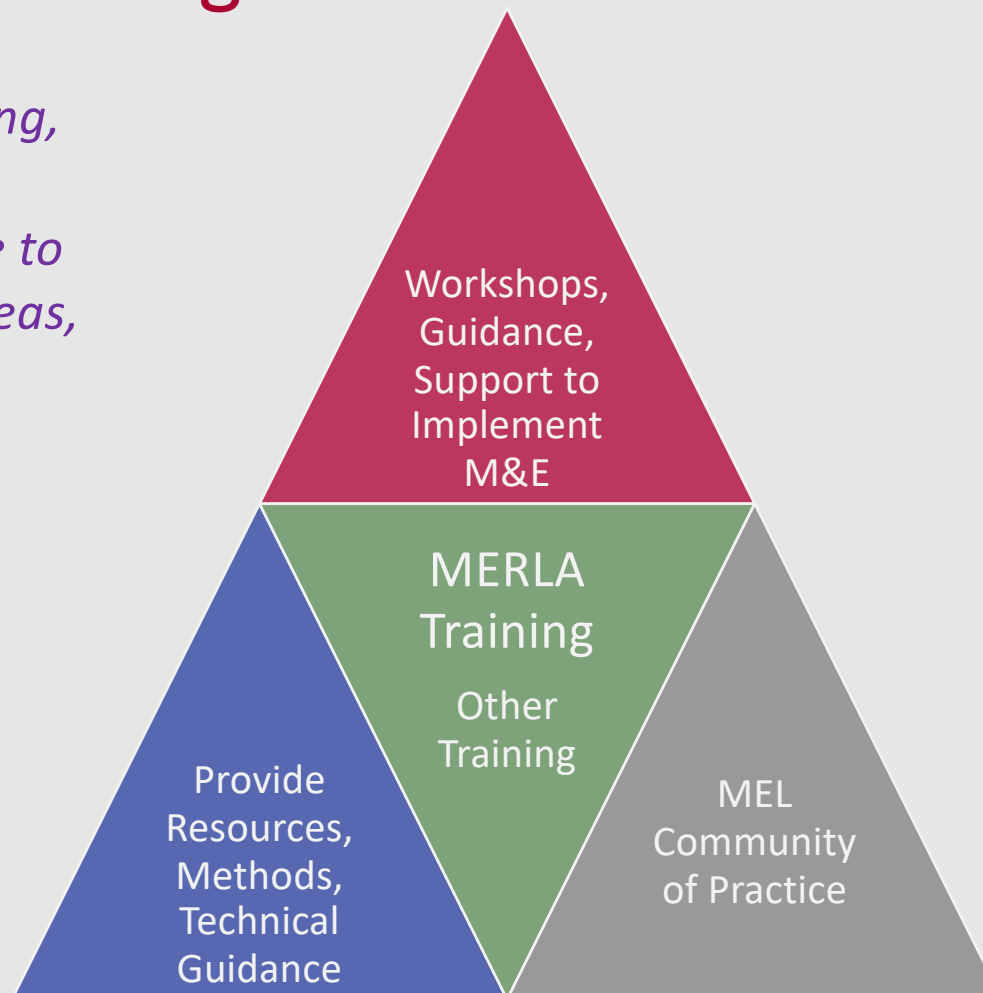 g
ng,
e to
eas,
Workshops,
Guidance,
Support to
Implement
M&E
MERLA
Training
Other
Training
Provide
Resources,
Methods,
Technical
Guidance
MEL
Community
of Practice